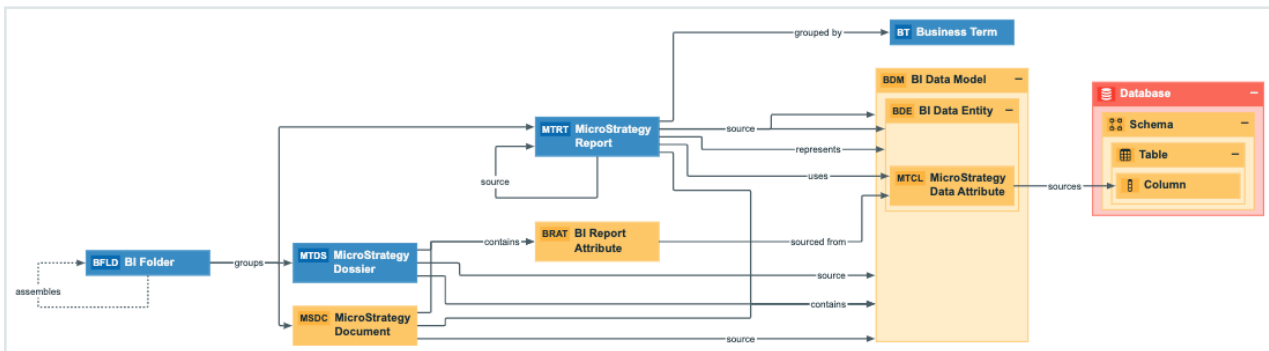 grouped by
BT Business Term
BDM BI Data Model −
Database −
BDE BI Data Entity −
Schema −
MTRT MicroStrategy
Report
source
represents
Table −
source
uses
MTCL MicroStrategy
Data Attribute
sources
Column
BRAT BI Report
Attribute
contains
sourced from
BFLD BI Folder
groups
MTDS MicroStrategy
Dossier
source
assembles
contains
MSDC MicroStrategy
Document
source